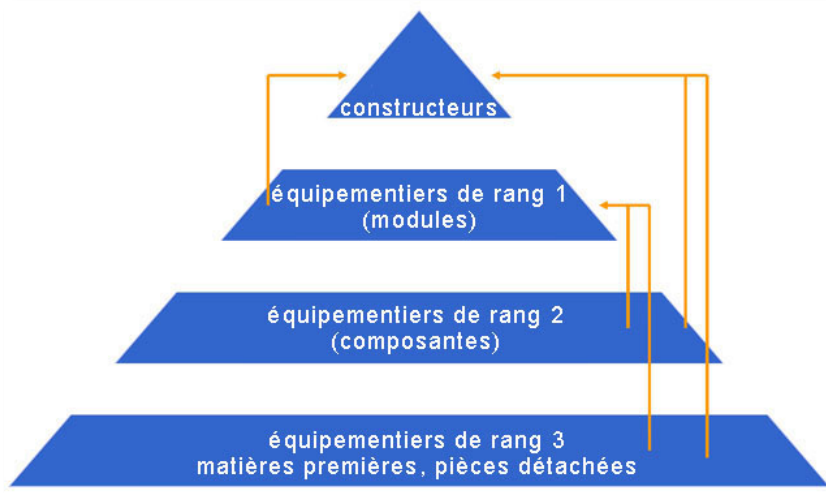 constructeurs
équipementiers de rang 1
(modules)
équipementiers de rang 2
(composantes)
équipementiers de rang 3
matières premières, pièces détachées